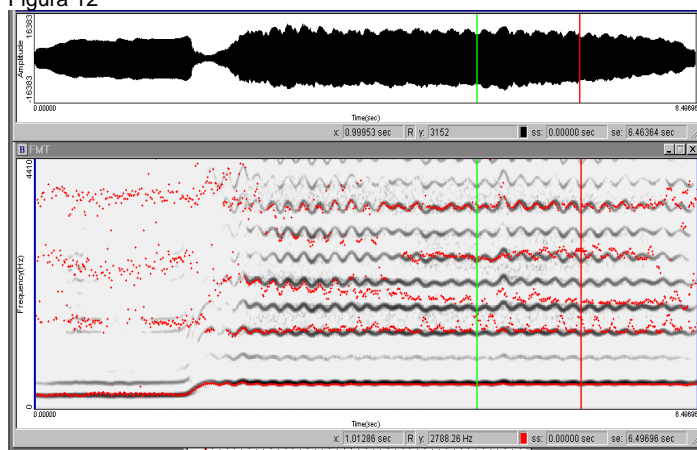 Figura 12
16383
Amplitude
-16383
0.00000
6.49696
Time(sec)
x: 0.99953 sec R y: 3152 ss: 0.00000 sec se: 6.46364 sec
B FMT
4410
Frequency(Hz)
0
0.00000
6.49696
Time(sec)
x: 1.01286 sec R y: 2788.26 Hz ss: 0.00000 sec se: 6.49696 sec